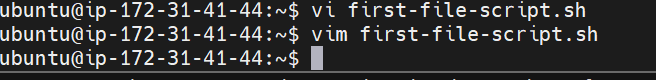 ubuntu@ip-172-31-41-44:~$ vi first-file-script.sh
ubuntu@ip-172-31-41-44:~$ vim first-file-script.sh
ubuntu@ip-172-31-41-44:~$